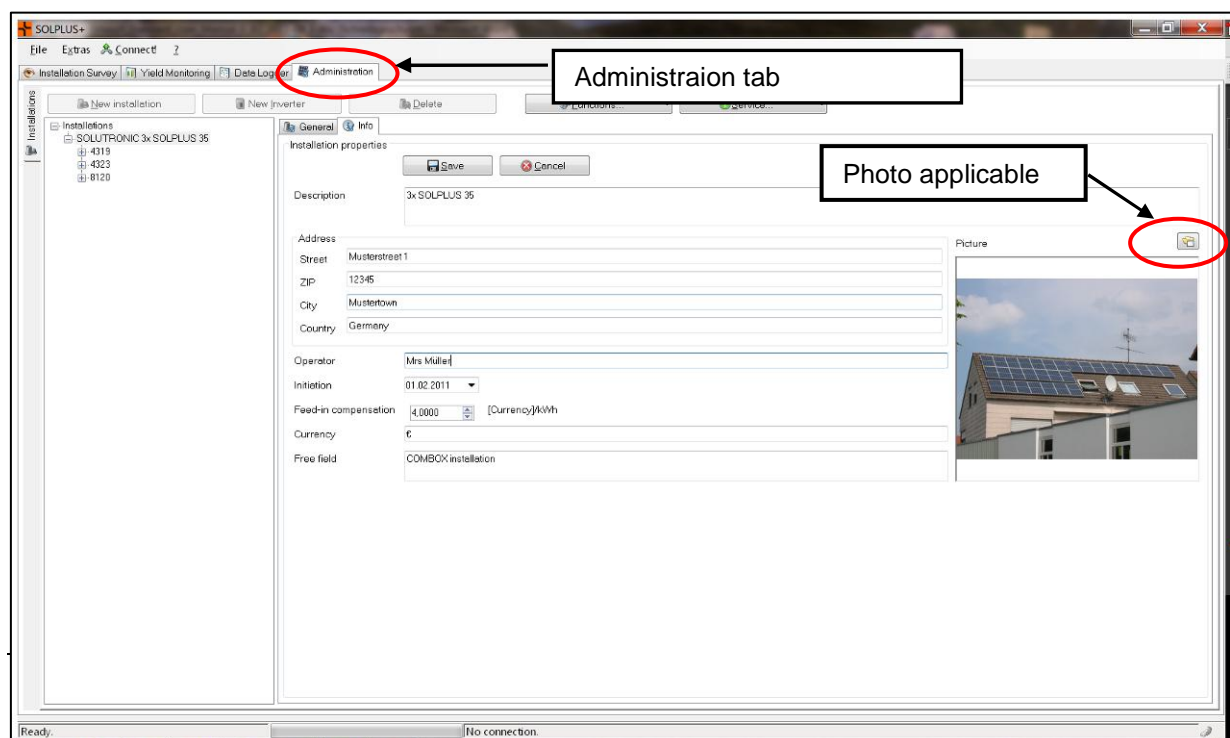 SOLPLUS+
File Extras Connect! ?
Installation Survey Yield Monitoring Data Logger Administration
Administraion tab
Installations
New installation New Inverter Delete Functions... Service...
Installations
SOLUTRONIC 3x SOLPLUS 35
4319
4323
8120
General Info
Installation properties
Save Cancel
Photo applicable
Description 3x SOLPLUS 35
Address
Street Musterstreet 1
ZIP 12345
City Mustertown
Country Germany
Picture
Operator Mrs Müller
Initiation 01.02.2011
Feed-in compensation 4,0000 [Currency]/kWh
Currency €
Free field COMBOX installation
Ready. No connection.